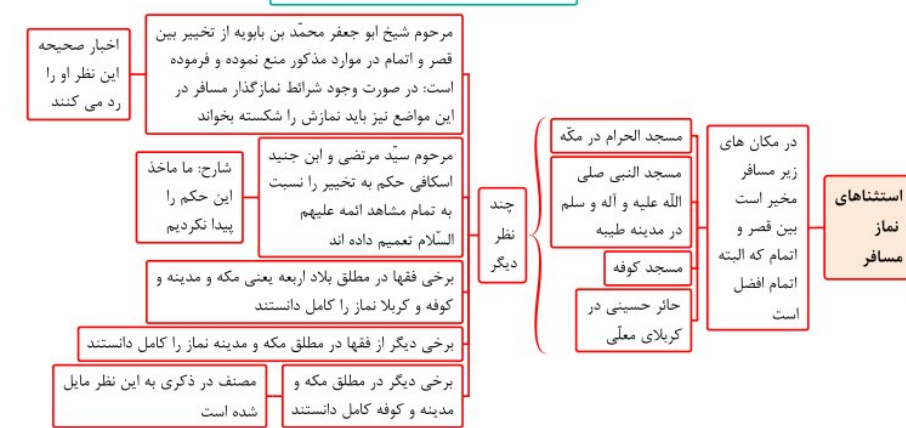 استثناهای
نماز
مسافر
در مکان های
زیر مسافر
مخیر است
بین قصر و
اتمام که البته
اتمام افضل
است
مسجد الحرام در مکّه
مسجد النبی صلی
اللّه علیه و آله و سلم
در مدینه طیبه
مسجد کوفه
حائر حسینی در
کربلای معلّی
چند
نظر
دیگر
مرحوم شیخ ابو جعفر محمّد بن بابویه از تخییر بین
قصر و اتمام در موارد مذکور منع نموده و فرموده
است: در صورت وجود شرائط نمازگذار مسافر در
این مواضع نیز باید نمازش را شکسته بخواند
اخبار صحیحه
این نظر او را
رد می کنند
مرحوم سیّد مرتضی و ابن جنید
اسکافی حکم به تخییر را نسبت
به تمام مشاهد ائمه علیهم
السّلام تعمیم داده اند
شارح: ما ماخذ
این حکم را
پیدا نکردیم
برخی فقها در مطلق بلاد اربعه یعنی مکه و مدینه و
کوفه و کربلا نماز را کامل دانستند
برخی دیگر از فقها در مطلق مکه و مدینه نماز را کامل دانستند
برخی دیگر در مطلق مکه و
مدینه و کوفه کامل دانستند
مصنف در ذکری به این نظر مایل
شده است